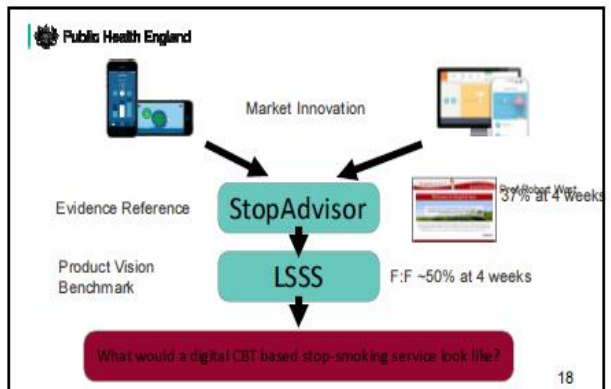 Public Health England
Market Innovation
Evidence Reference
StopAdvisor
Prof Robert West
37% at 4 weeks
Product Vision
Benchmark
LSSS
F:F ~50% at 4 weeks
What would a digital CBT based stop-smoking service look like?
18